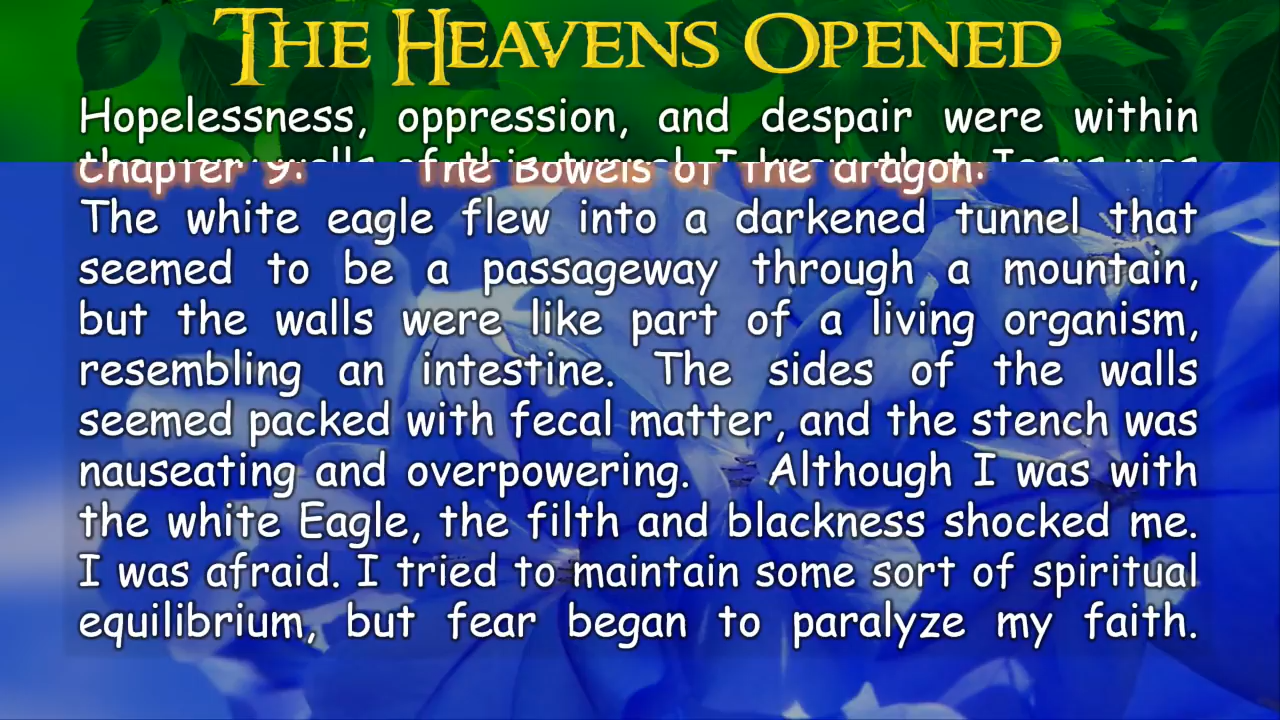 THE HEAVENS OPENED
Hopelessness, oppression, and despair were within
Chapter 9: The Bowels of the dragon:
The white eagle flew into a darkened tunnel that
seemed to be a passageway through a mountain,
but the walls were like part of a living organism,
resembling an intestine. The sides of the walls
seemed packed with fecal matter, and the stench was
nauseating and overpowering. Although I was with
the white Eagle, the filth and blackness shocked me.
I was afraid. I tried to maintain some sort of spiritual
equilibrium, but fear began to paralyze my faith.